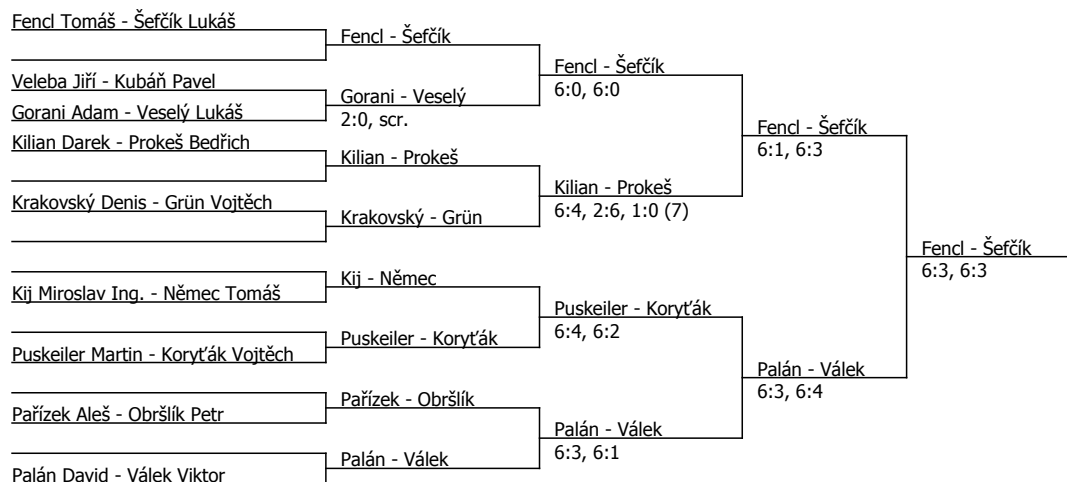 Fencl Tomáš - Šefčík Lukáš
Fencl - Šefčík
Fencl - Šefčík
6:0, 6:0
Veleba Jiří - Kubáň Pavel
Gorani - Veselý
2:0, scr.
Gorani Adam - Veselý Lukáš
Fencl - Šefčík
6:1, 6:3
Kilian Darek - Prokeš Bedřich
Kilian - Prokeš
Kilian - Prokeš
6:4, 2:6, 1:0 (7)
Krakovský Denis - Grün Vojtěch
Krakovský - Grün
Fencl - Šefčík
6:3, 6:3
Kij - Němec
Kij Miroslav Ing. - Němec Tomáš
Puskeiler - Koryťák
6:4, 6:2
Puskeiler - Koryťák
Puskeiler Martin - Koryťák Vojtěch
Palán - Válek
6:3, 6:4
Pařízek - Obršlík
Pařízek Aleš - Obršlík Petr
Palán - Válek
6:3, 6:1
Palán - Válek
Palán David - Válek Viktor